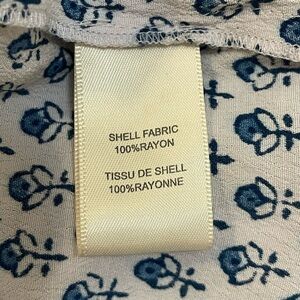 SHELL FABRIC
100%RAYON
TISSU DE SHELL
100%RAYONNE